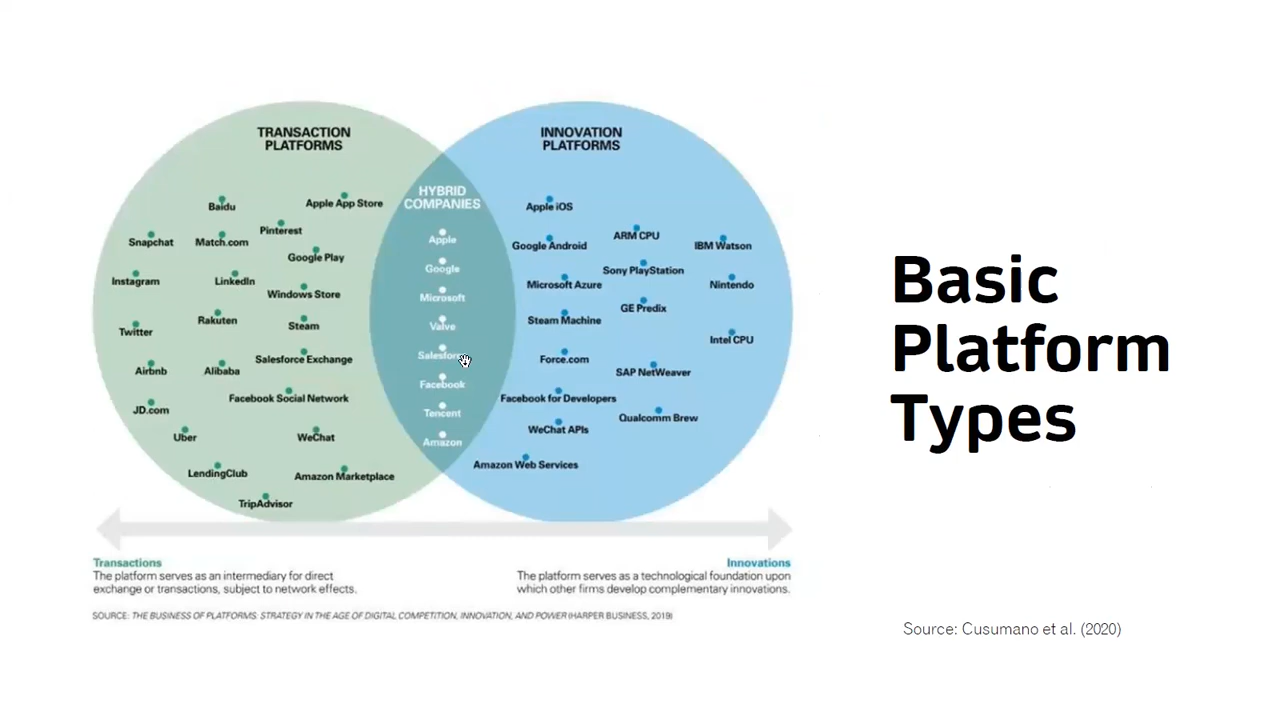 TRANSACTION
PLATFORMS
Baidu
Apple App Store
Pinterest
Snapchat
Match.com
Google Play
Instagram
LinkedIn
Windows Store
Rakuten
Steam
Twitter
Salesforce Exchange
Airbnb
Alibaba
Facebook Social Network
JD.com
Uber
WeChat
LendingClub
Amazon Marketplace
TripAdvisor
HYBRID
COMPANIES
Apple
Google
Microsoft
Valve
Facebook
Tencent
Amazon
INNOVATION
PLATFORMS
Apple iOS
ARM CPU
Google Android
IBM Watson
Sony PlayStation
Microsoft Azure
Nintendo
GE Predix
Steam Machine
Intel CPU
Force.com
SAP NetWeaver
Facebook for Developers
Qualcomm Brew
WeChat APIs
Amazon Web Services
Transactions
The platform serves as an intermediary for direct
exchange or transactions, subject to network effects.
Innovations
The platform serves as a technological foundation upon
which other firms develop complementary innovations.
SOURCE: THE BUSINESS OF PLATFORMS: STRATEGY IN THE AGE OF DIGITAL COMPETITION, INNOVATION, AND POWER (HARPER BUSINESS, 2019)
Basic
Platform
Types
Source: Cusumano et al. (2020)